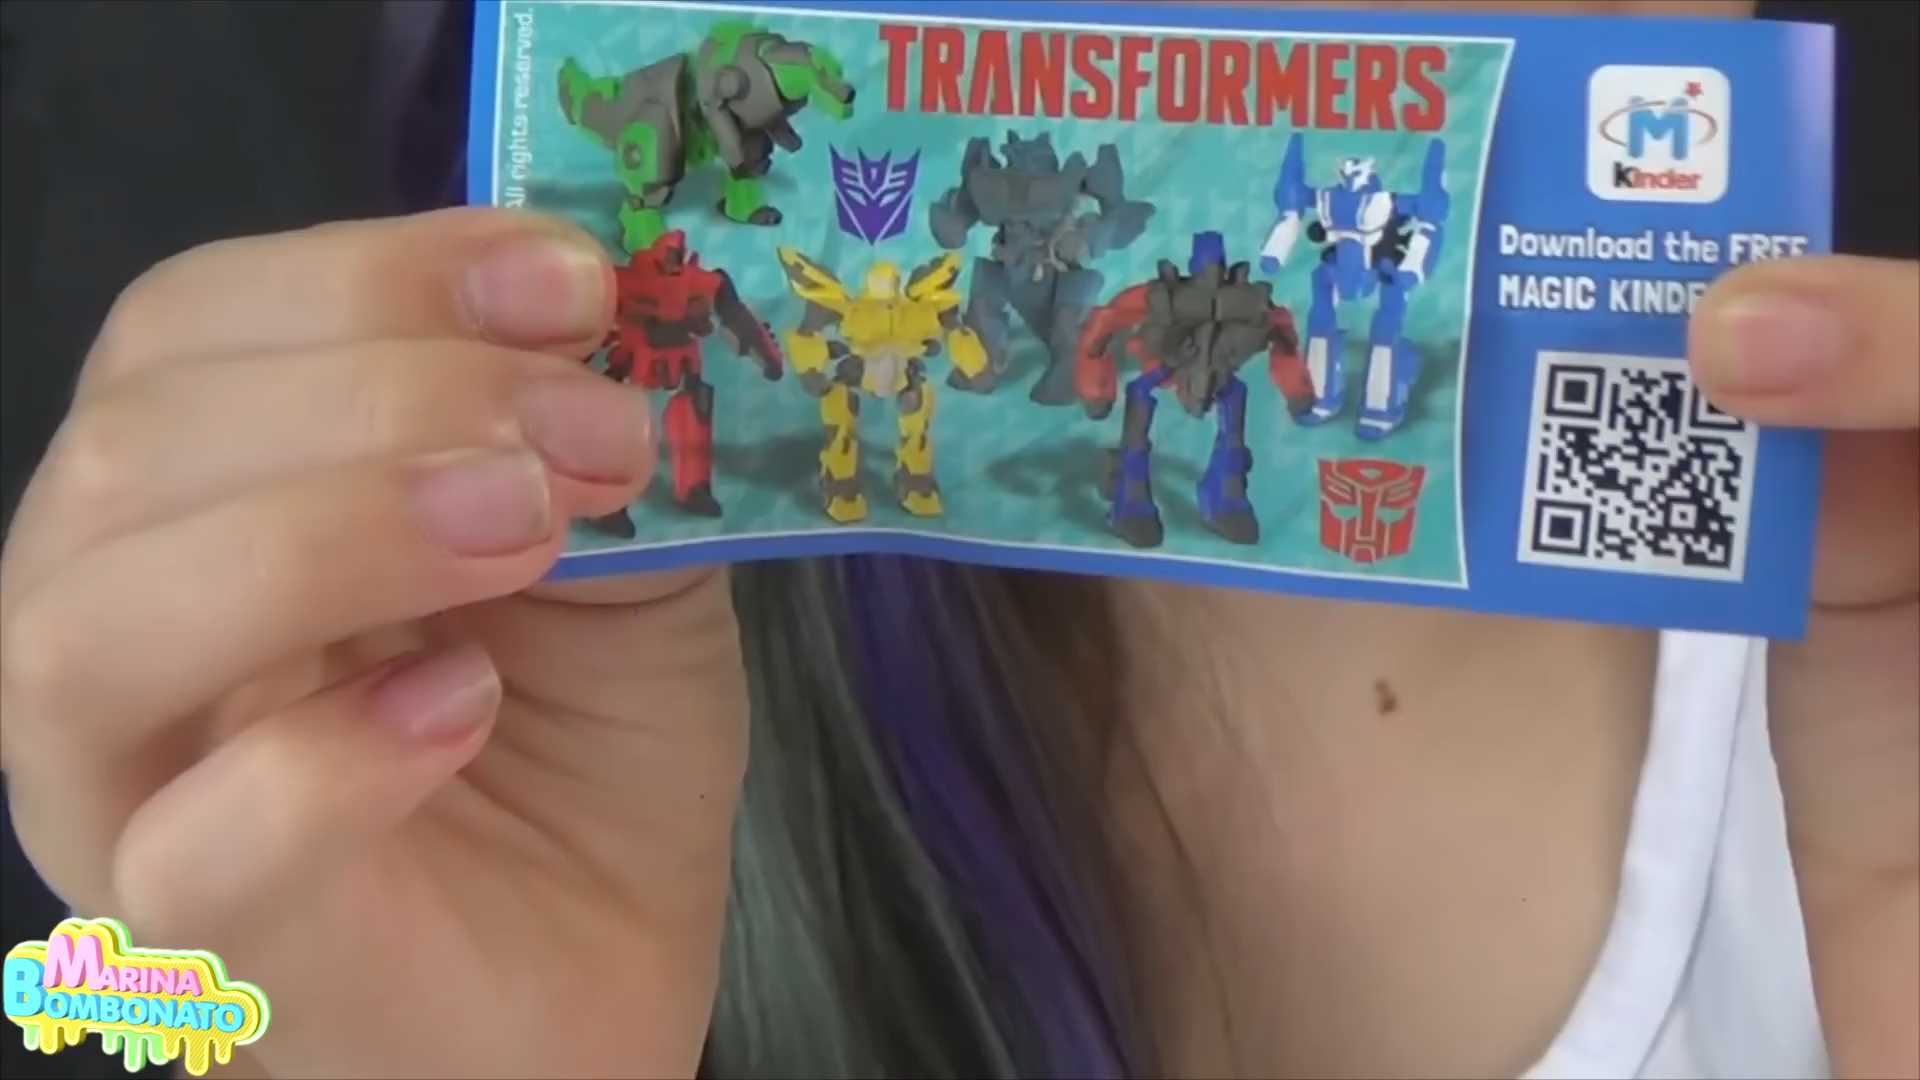 All rights reserved.
TRANSFORMERS
M
kinder
Download the FREE
MAGIC KINDE
MARINA
BOMBONATO